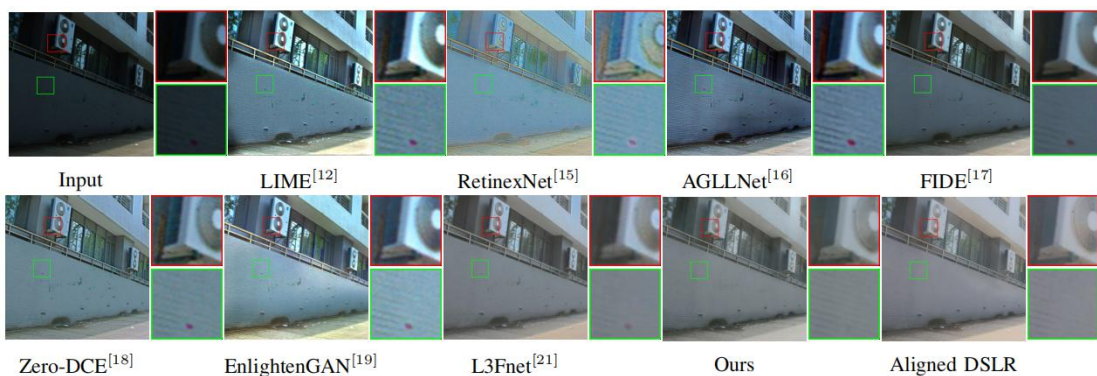 Input LIME[12] RetinexNet[15] AGLLNet[16] FIDE[17]
Zero-DCE[18] EnlightenGAN[19] L3Fnet[21] Ours Aligned DSLR